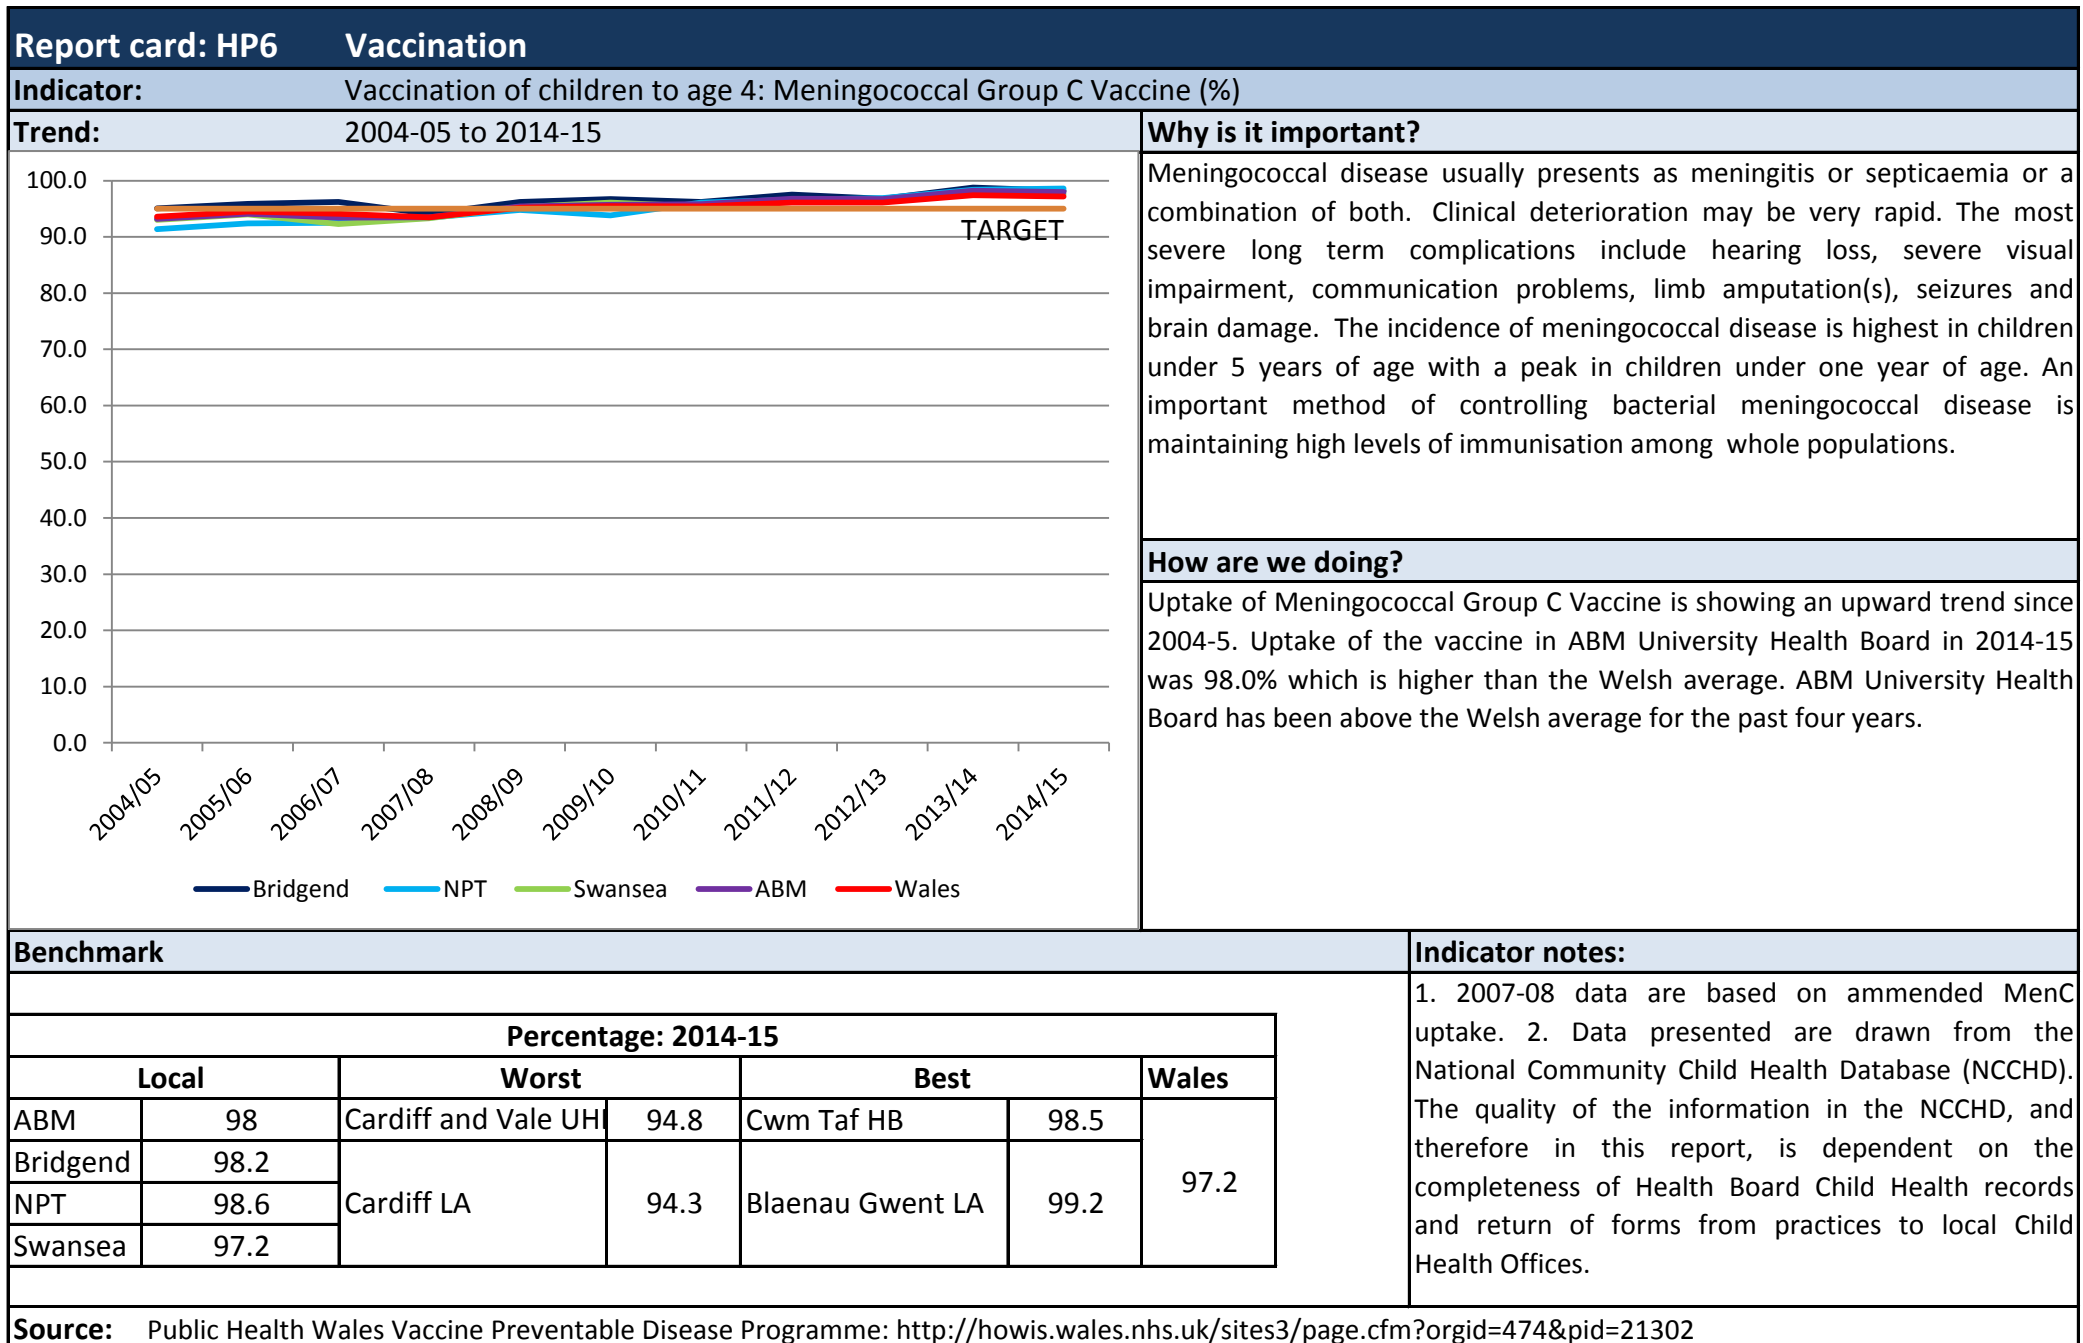 Report card: HP6 Vaccination
Indicator: Vaccination of children to age 4: Meningococcal Group C Vaccine (%)
Trend: 2004-05 to 2014-15
100.0
90.0
80.0
70.0
60.0
50.0
40.0
30.0
20.0
10.0
0.0
TARGET
2004/05 2005/06 2006/07 2007/08 2008/09 2009/10 2010/11 2011/12 2012/13 2013/14 2014/15
Bridgend NPT Swansea ABM Wales
Why is it important?
Meningococcal disease usually presents as meningitis or septicaemia or a
combination of both. Clinical deterioration may be very rapid. The most
severe long term complications include hearing loss, severe visual
impairment, communication problems, limb amputation(s), seizures and
brain damage. The incidence of meningococcal disease is highest in children
under 5 years of age with a peak in children under one year of age. An
important method of controlling bacterial meningococcal disease is
maintaining high levels of immunisation among whole populations.
How are we doing?
Uptake of Meningococcal Group C Vaccine is showing an upward trend since
2004-5. Uptake of the vaccine in ABM University Health Board in 2014-15
was 98.0% which is higher than the Welsh average. ABM University Health
Board has been above the Welsh average for the past four years.
Benchmark
Percentage: 2014-15
Local Worst Best Wales
ABM 98 Cardiff and Vale UH 94.8 Cwm Taf HB 98.5
Bridgend 98.2
NPT 98.6 Cardiff LA 94.3 Blaenau Gwent LA 99.2 97.2
Swansea 97.2
Indicator notes:
1. 2007-08 data are based on ammended MenC
uptake. 2. Data presented are drawn from the
National Community Child Health Database (NCCHD).
The quality of the information in the NCCHD, and
therefore in this report, is dependent on the
completeness of Health Board Child Health records
and return of forms from practices to local Child
Health Offices.
Source: Public Health Wales Vaccine Preventable Disease Programme: http://howis.wales.nhs.uk/sites3/page.cfm?orgid=474&pid=21302